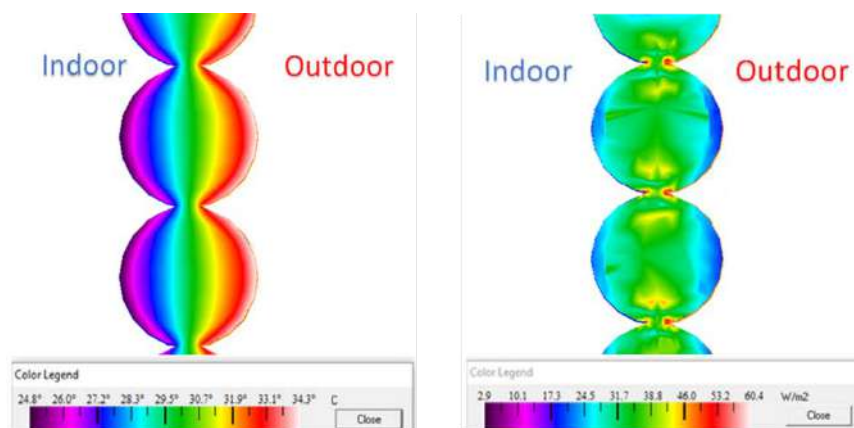 Indoor
Outdoor
Color Legend
24.8° 26.0° 27.2° 28.3° 29.5° 30.7° 31.9° 33.1° 34.3° C
Close
Indoor
Outdoor
Color Legend
2.9 10.1 17.3 24.5 31.7 38.8 46.0 53.2 60.4 W/m2
Close